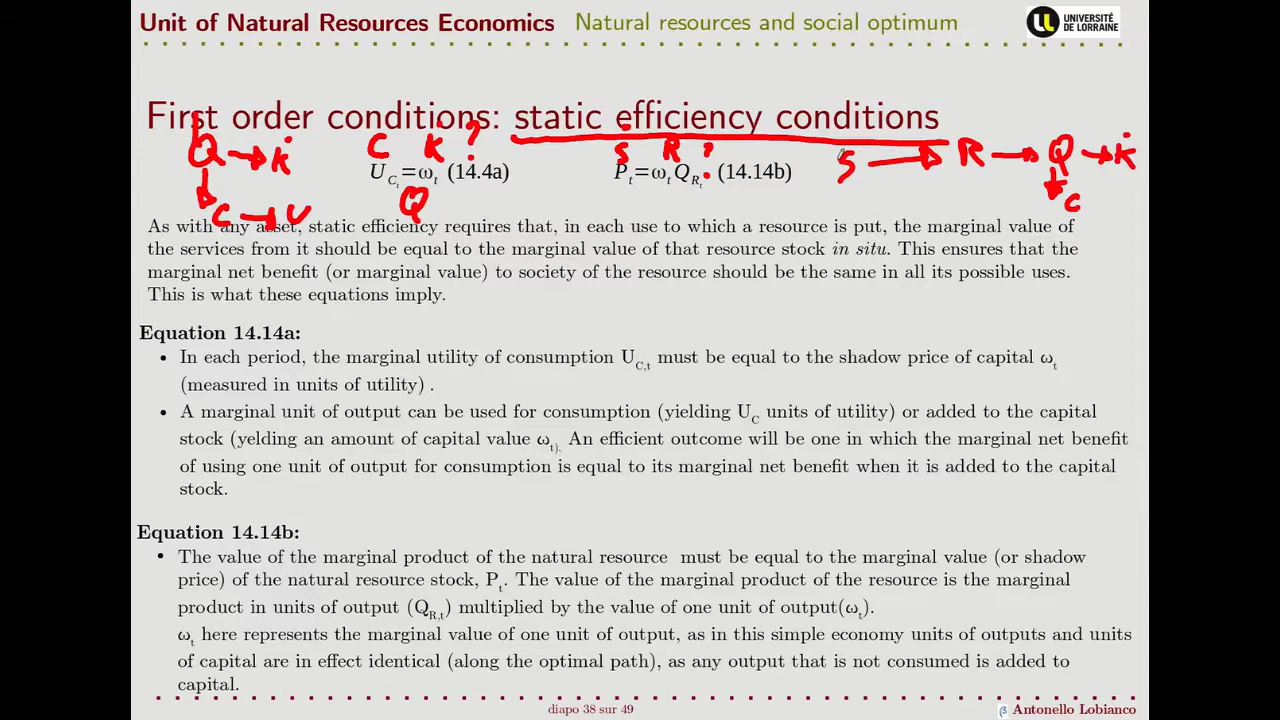 Unit of Natural Resources Economics Natural resources and social optimum
UNIVERSITÉ
DE LORRAINE
First order conditions: static efficiency conditions
Q → K̇ C K̇ ? Ṡ R ? S → R → Q → K̇
U_{C_t}=ω_t (14.4a) P_t=ω_t Q_{R_t} (14.14b)
C → U Q C
As with any asset, static efficiency requires that, in each use to which a resource is put, the marginal value of
the services from it should be equal to the marginal value of that resource stock in situ. This ensures that the
marginal net benefit (or marginal value) to society of the resource should be the same in all its possible uses.
This is what these equations imply.
Equation 14.14a:
• In each period, the marginal utility of consumption U_{C,t} must be equal to the shadow price of capital ω_t
(measured in units of utility) .
• A marginal unit of output can be used for consumption (yielding U_C units of utility) or added to the capital
stock (yelding an amount of capital value ω_{t).} An efficient outcome will be one in which the marginal net benefit
of using one unit of output for consumption is equal to its marginal net benefit when it is added to the capital
stock.
Equation 14.14b:
• The value of the marginal product of the natural resource must be equal to the marginal value (or shadow
price) of the natural resource stock, P_t. The value of the marginal product of the resource is the marginal
product in units of output (Q_{R,t}) multiplied by the value of one unit of output(ω_t).
ω_t here represents the marginal value of one unit of output, as in this simple economy units of outputs and units
of capital are in effect identical (along the optimal path), as any output that is not consumed is added to
capital.
diapo 38 sur 49
Antonello Lobianco